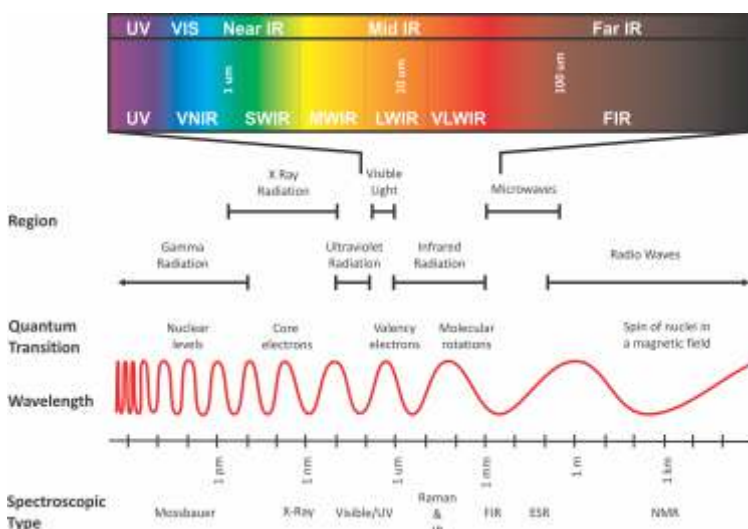 UV VIS Near IR Mid IR Far IR
1 um 10 um 100 um
UV VNIR SWIR MWIR LWIR VLWIR FIR
X Ray
Radiation
Visible
Light
Microwaves
Region
Gamma
Radiation
Ultraviolet
Radiation
Infrared
Radiation
Radio Waves
Quantum
Transition
Nuclear
levels
Core
electrons
Valency
electrons
Molecular
rotations
Spin of nuclei in
a magnetic field
Wavelength
1 pm 1 nm 1 um 1 mm 1 m 1 km
Spectroscopic
Type
Mossbauer X-Ray Visible/UV
Raman
&
FIR ESR NMR